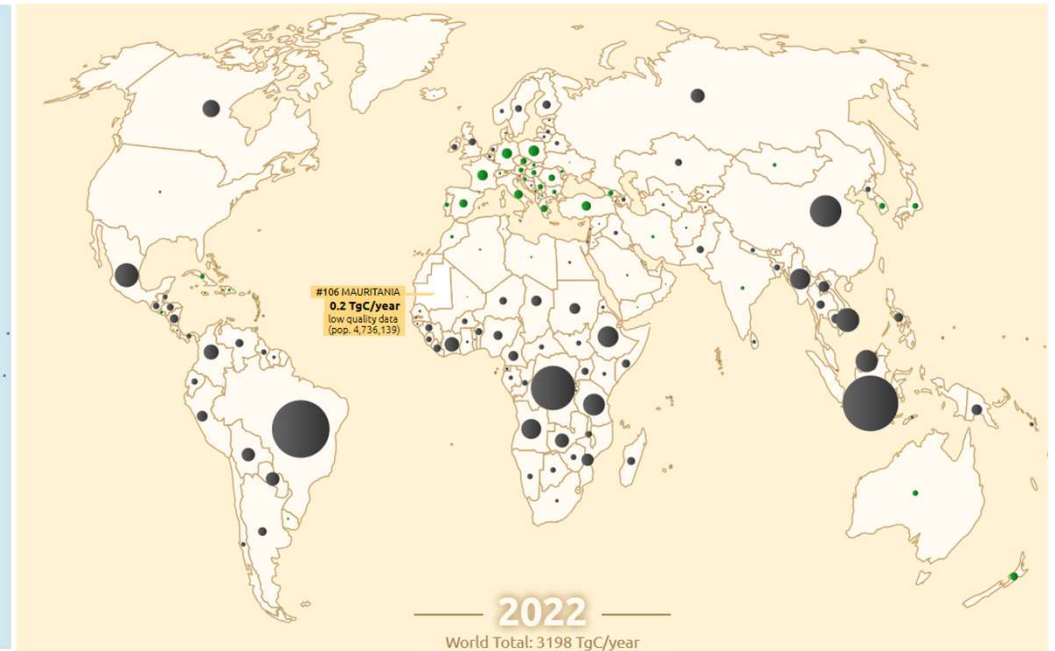 #106 MAURITANIA
0.2 TgC/year
low quality data
(pop. 4,736,139)
2022
World Total: 3198 TgC/year